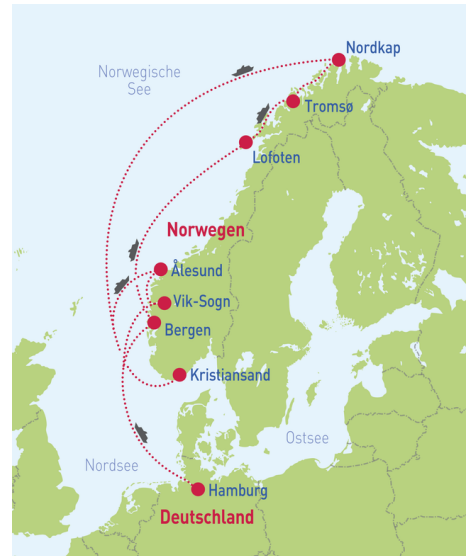 Nordkap
Norwegische
See
Tromsø
Lofoten
Norwegen
Ålesund
Vik-Sogn
Bergen
Kristiansand
Ostsee
Nordsee
Hamburg
Deutschland